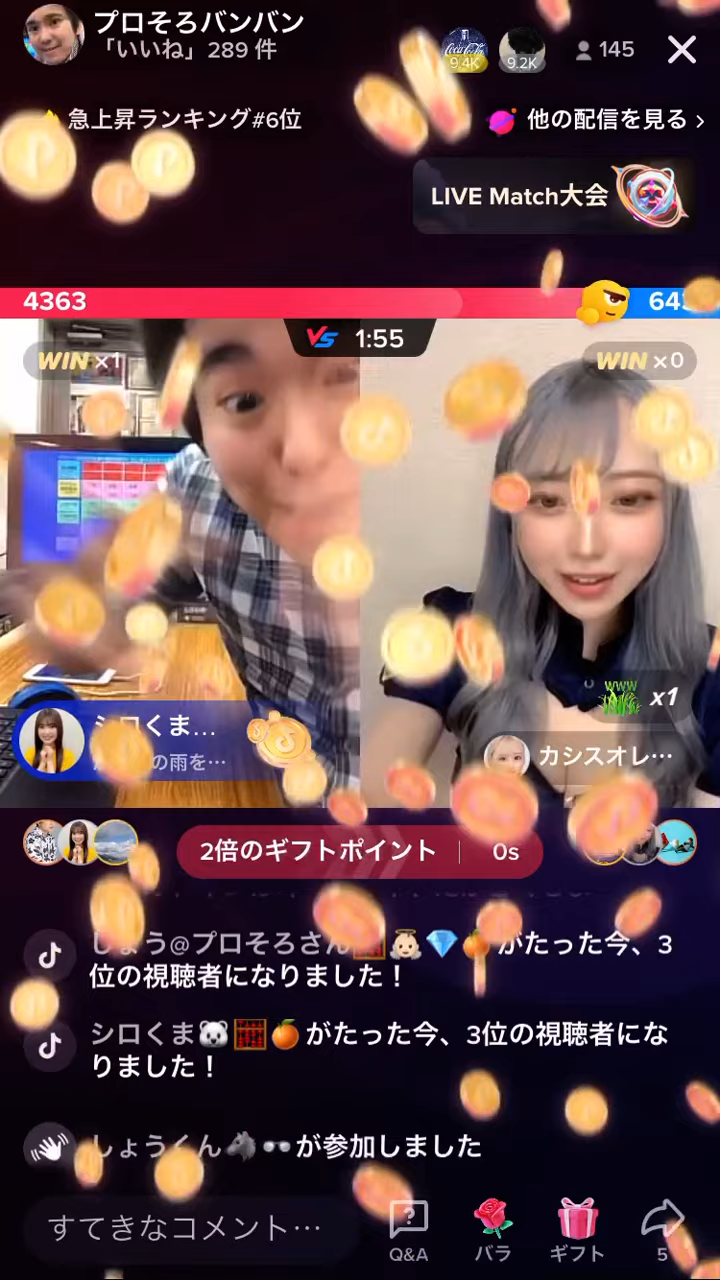 プロそろバンバン
「いいね」289 件
9.4K
9.2K
145
急上昇ランキング#6位
他の配信を見る
LIVE Match大会
4363
64
VS 1:55
WIN ×1
WIN ×0
WWW
x1
シロくま…
の雨を…
カシスオレ…
2倍のギフトポイント
0s
しょう@プロそろさん🧮👼💎🍊がたった今、3
位の視聴者になりました！
シロくま🐼🧮🍊がたった今、3位の視聴者にな
りました！
しょうくん🐴👓が参加しました
すてきなコメント…
Q&A
バラ
ギフト
5